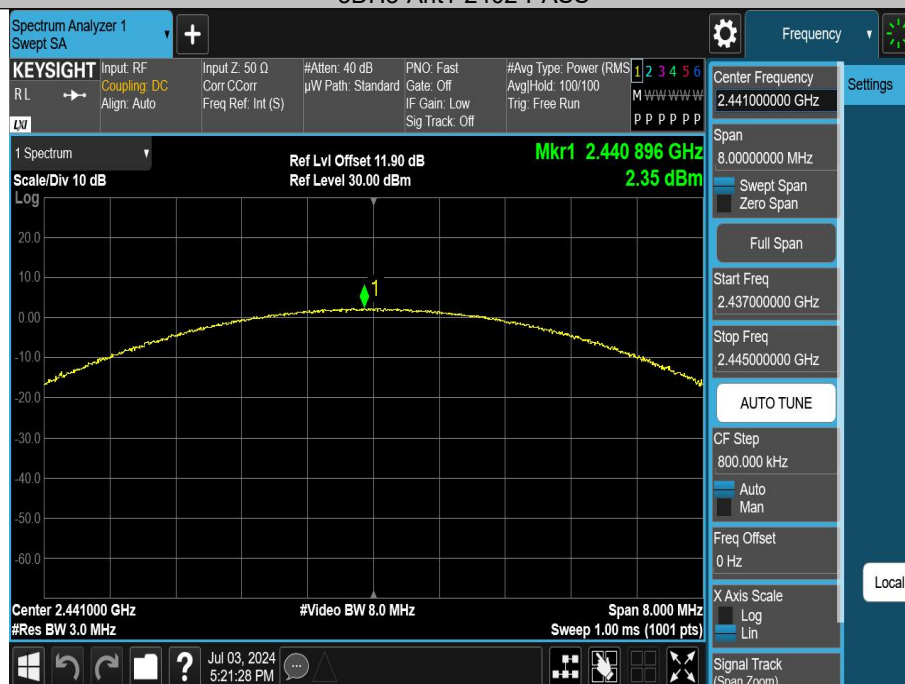 3DH5-Ant1 2402 PASS
Spectrum Analyzer 1
Swept SA
+
Frequency
KEYSIGHT
RL
LXI
Input: RF
Coupling: DC
Align: Auto
Input Z: 50 Ω
Corr CCorr
Freq Ref: Int (S)
#Atten: 40 dB
µW Path: Standard
PNO: Fast
Gate: Off
IF Gain: Low
Sig Track: Off
#Avg Type: Power (RMS
Avg|Hold: 100/100
Trig: Free Run
1 2 3 4 5 6
M W W W W W
P P P P P P
1 Spectrum
Scale/Div 10 dB
Log
Ref Lvl Offset 11.90 dB
Ref Level 30.00 dBm
Mkr1 2.440 896 GHz
2.35 dBm
20.0
10.0
0.00
-10.0
-20.0
-30.0
-40.0
-50.0
-60.0
1
Center 2.441000 GHz
#Res BW 3.0 MHz
#Video BW 8.0 MHz
Span 8.000 MHz
Sweep 1.00 ms (1001 pts)
Center Frequency
2.441000000 GHz
Span
8.00000000 MHz
Swept Span
Zero Span
Full Span
Start Freq
2.437000000 GHz
Stop Freq
2.445000000 GHz
AUTO TUNE
CF Step
800.000 kHz
Auto
Man
Freq Offset
0 Hz
X Axis Scale
Log
Lin
Signal Track
(Span Zoom)
Settings
Local
?
Jul 03, 2024
5:21:28 PM